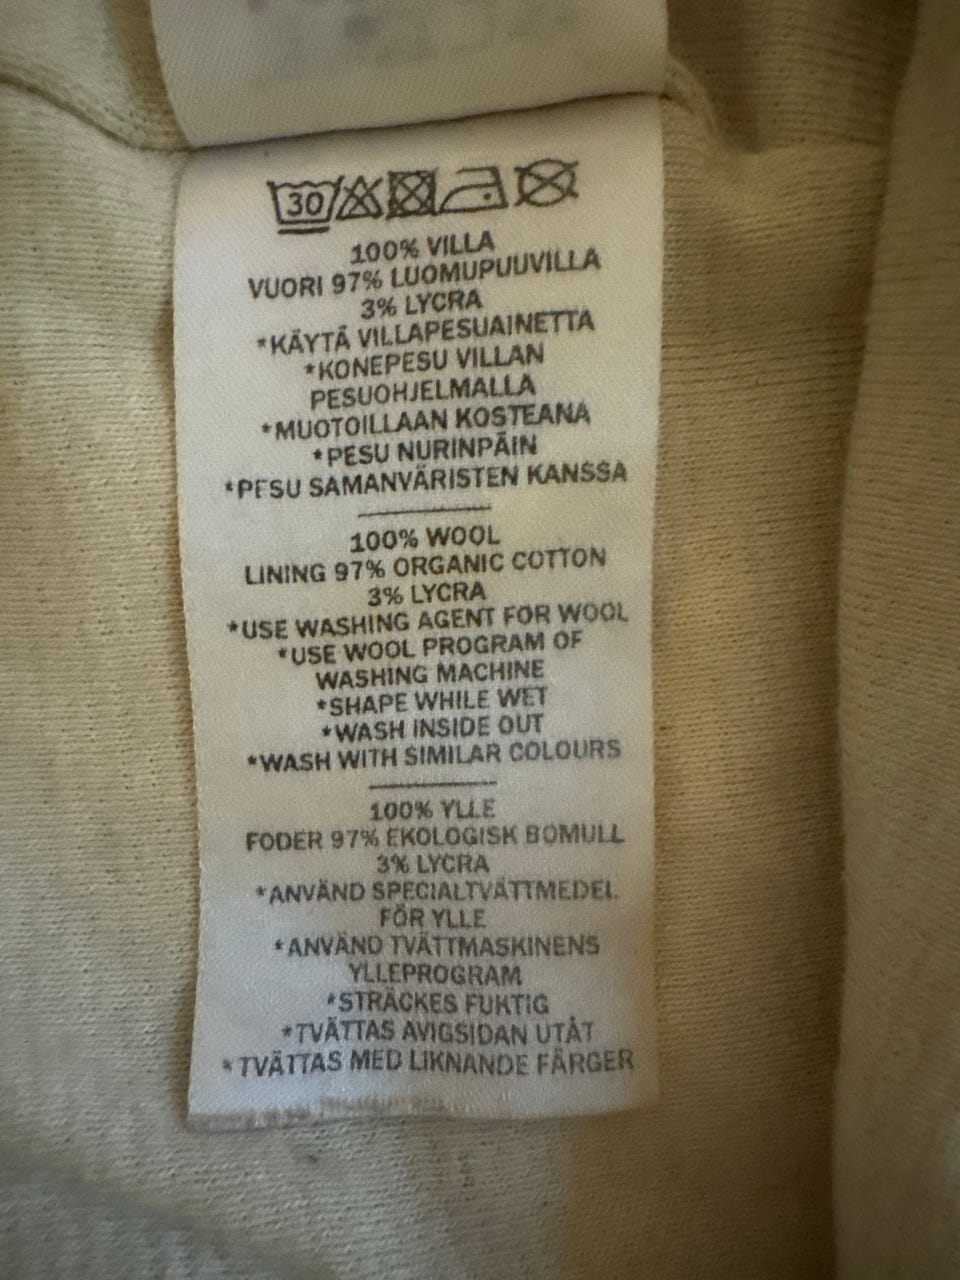 30
100% VILLA
VUORI 97% LUOMUPUUVILLA
3% LYCRA
*KÄYTÄ VILLAPESUAINETTA
*KONEPESU VILLAN
PESUOHJELMALLA
*MUOTOILLAAN KOSTEANA
*PESU NURINPÄIN
*PESU SAMANVÄRISTEN KANSSA
100% WOOL
LINING 97% ORGANIC COTTON
3% LYCRA
*USE WASHING AGENT FOR WOOL
*USE WOOL PROGRAM OF
WASHING MACHINE
*SHAPE WHILE WET
*WASH INSIDE OUT
*WASH WITH SIMILAR COLOURS
100% YLLE
FODER 97% EKOLOGISK BOMULL
3% LYCRA
*ANVÄND SPECIALTVÄTTMEDEL
FÖR YLLE
*ANVÄND TVÄTTMASKINENS
YLLEPROGRAM
*STRÄCKES FUKTIG
*TVÄTTAS AVIGSIDAN UTÅT
*TVÄTTAS MED LIKNANDE FÄRGER